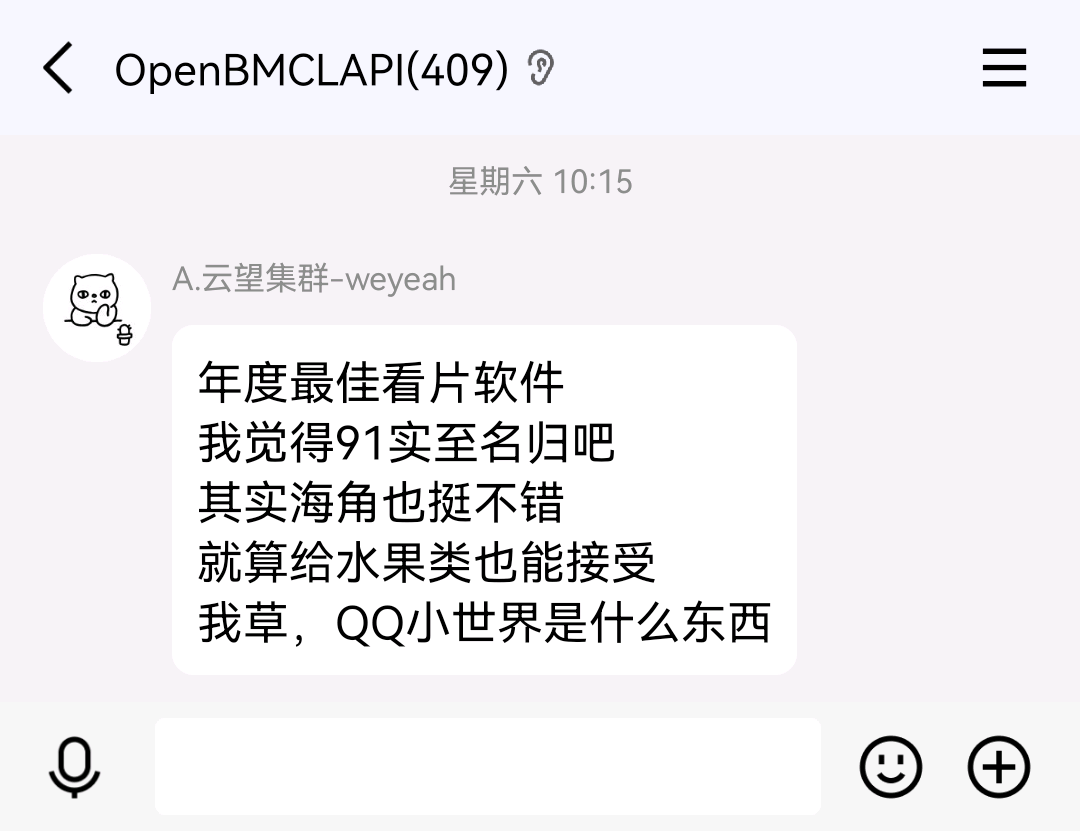 OpenBMCLAPI(409)
星期六 10:15
A.云望集群-weyeah
年度最佳看片软件
我觉得91实至名归吧
其实海角也挺不错
就算给水果类也能接受
我草，QQ小世界是什么东西